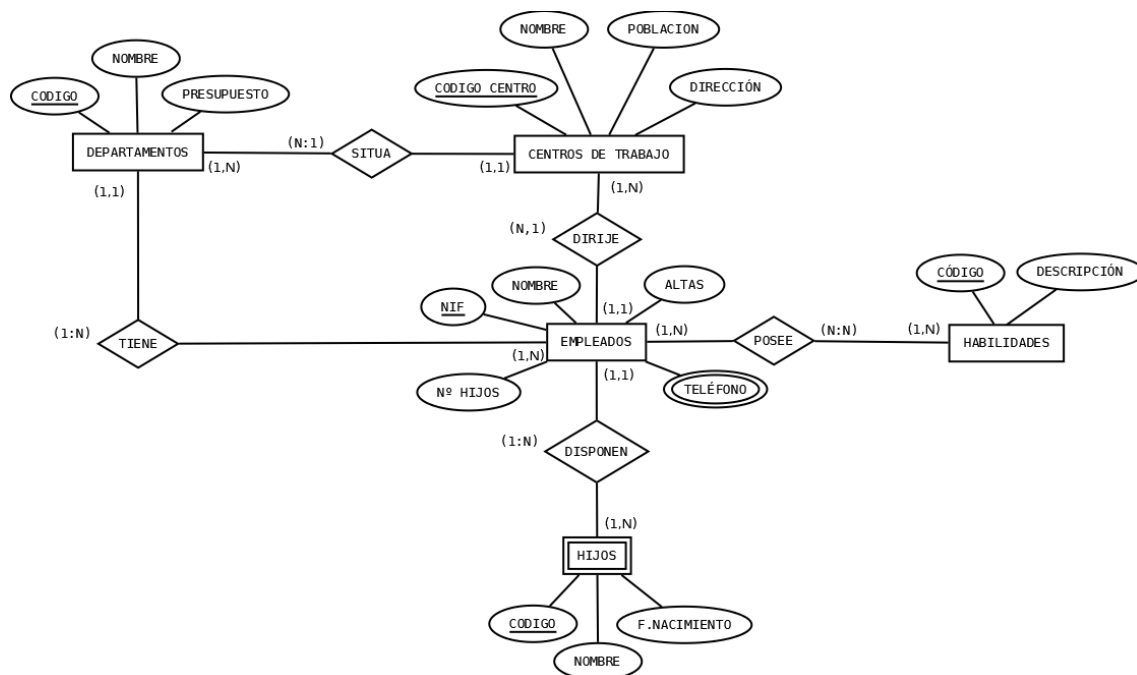 NOMBRE
POBLACION
NOMBRE
CODIGO
PRESUPUESTO
CODIGO CENTRO
DIRECCIÓN
DEPARTAMENTOS
(N:1)
(1,N)
SITUA
(1,1)
CENTROS DE TRABAJO
(1,1)
(1,N)
(N,1)
DIRIJE
CÓDIGO
DESCRIPCIÓN
NOMBRE
ALTAS
NIF
(1,1)
(1:N)
TIENE
(1,N)
EMPLEADOS
(1,N)
POSEE
(N:N)
(1,N)
HABILIDADES
(1,1)
Nº HIJOS
TELÉFONO
(1:N)
DISPONEN
(1,N)
HIJOS
CODIGO
F.NACIMIENTO
NOMBRE